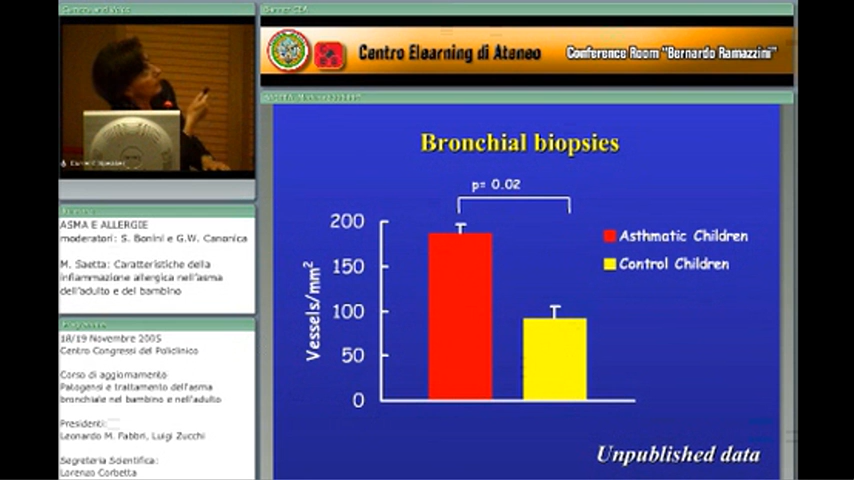 Centro Elearning di Ateneo
Conference Room "Bernardo Ramazzini"
ASMA E ALLERGIE
moderatori: S. Bonini e G.W. Canonica
M. Saetta: Caratteristiche della
infiammazione allergica nell'asma
dell'adulto e del bambino
18/19 Novembre 2005
Centro Congressi del Policlinico
Corso di aggiornamento
Patogensi e trattamento dell'asma
bronchiale nel bambino e nell'adulto
Presidenti:
Leonardo M. Fabbri, Luigi Zucchi
Segreteria Scientifica:
Lorenzo Corbetta
Bronchial biopsies
p= 0.02
200
150
100
50
0
Vessels/mm²
Asthmatic Children
Control Children
Unpublished data